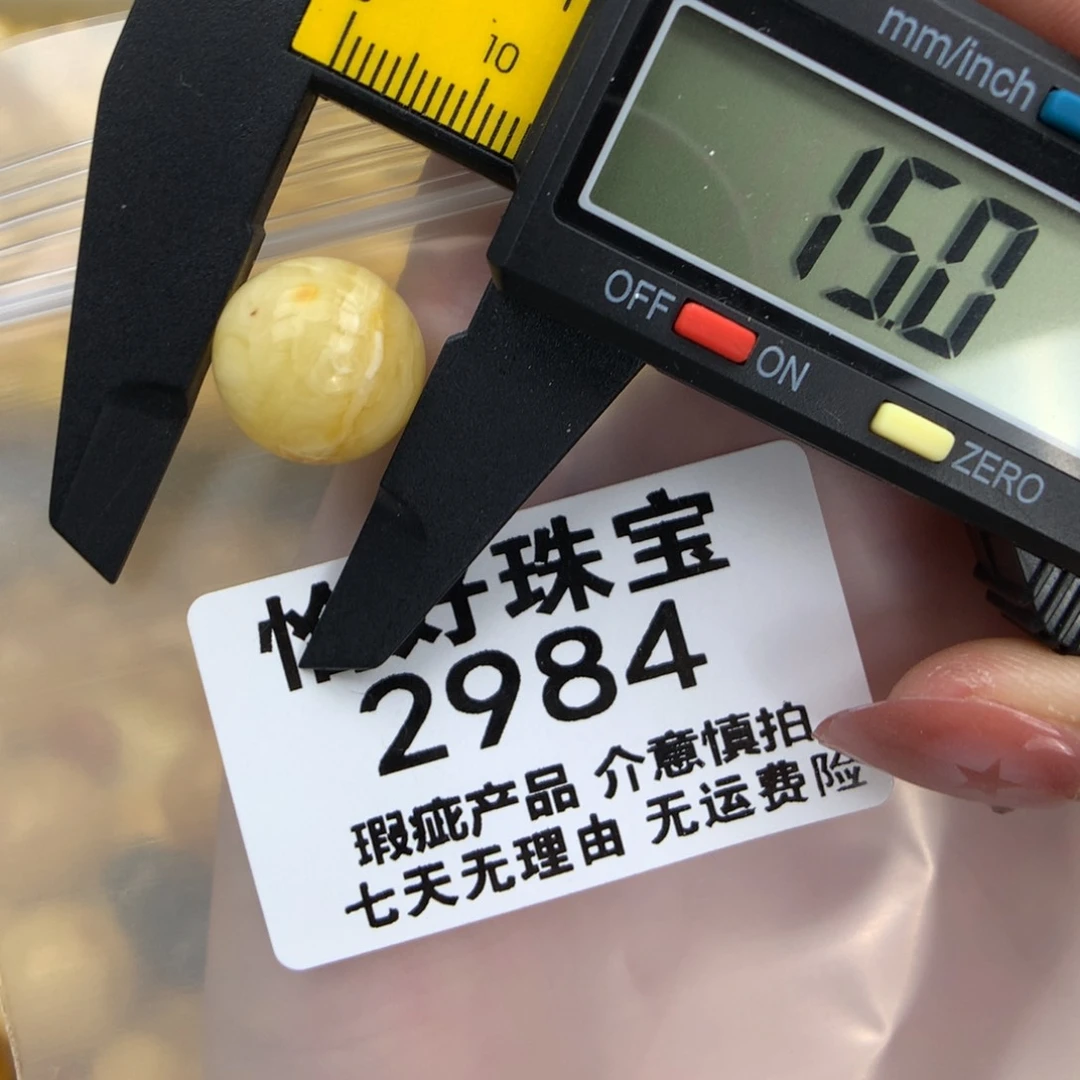 10
mm/inch
15.0
OFF
ON
ZERO
好珠宝
2984
瑕疵产品 介意慎拍
七天无理由 无运费险